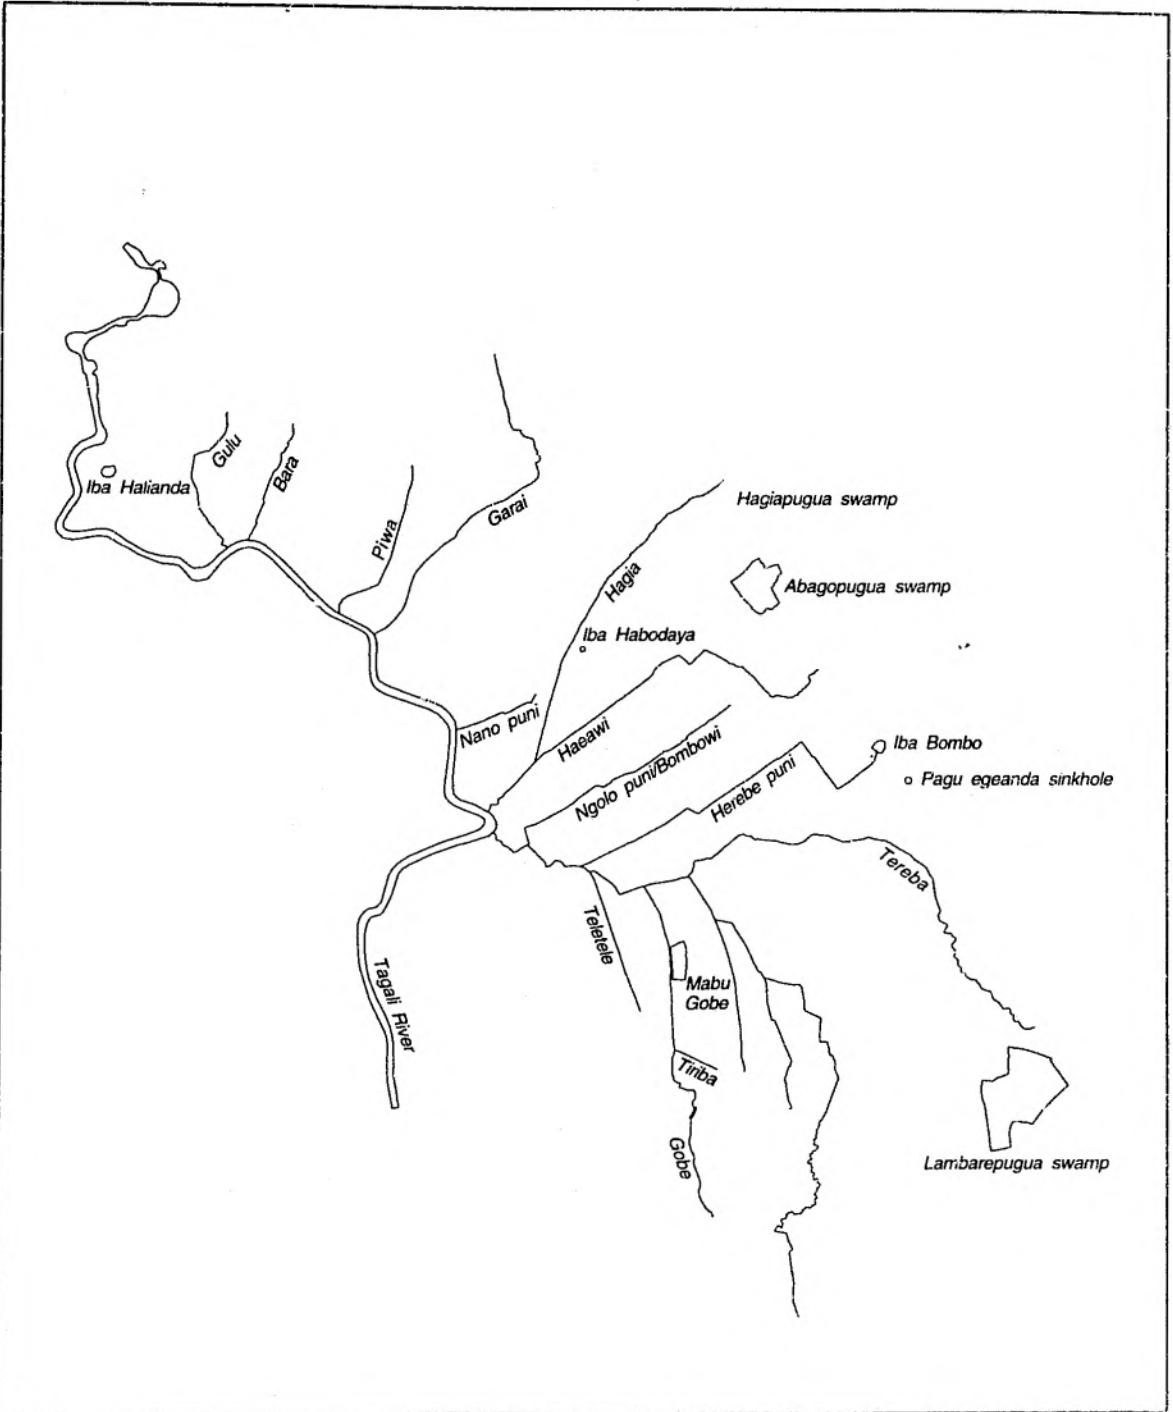 Gulu
Bara
Iba Halianda
Piwa
Garai
Hagiapugua swamp
Hagia
Abagopugua swamp
Iba Habodaya
Nano puni
Haeawi
Ngolo puni/Bombowi
Herebe puni
Iba Bombo
Pagu egeanda sinkhole
Tereba
Teletele
Tagali River
Mabu
Gobe
Tiriba
Gobe
Lambarepugua swamp